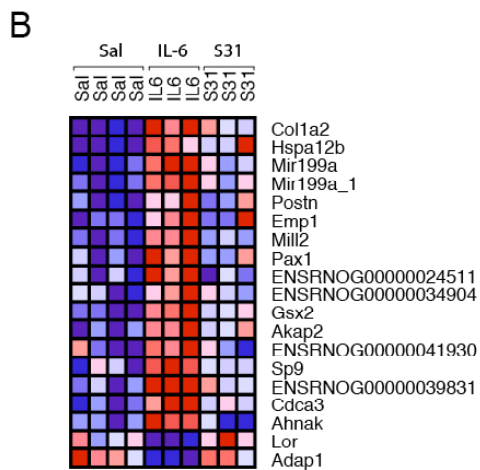 B
Sal IL-6 S31
Sal Sal Sal Sal IL6 IL6 IL6 S31 S31 S31
Col1a2
Hspa12b
Mir199a
Mir199a_1
Postn
Emp1
Mill2
Pax1
ENSRNOG00000024511
ENSRNOG00000034904
Gsx2
Akap2
ENSRNOG00000041930
Sp9
ENSRNOG00000039831
Cdca3
Ahnak
Lor
Adap1